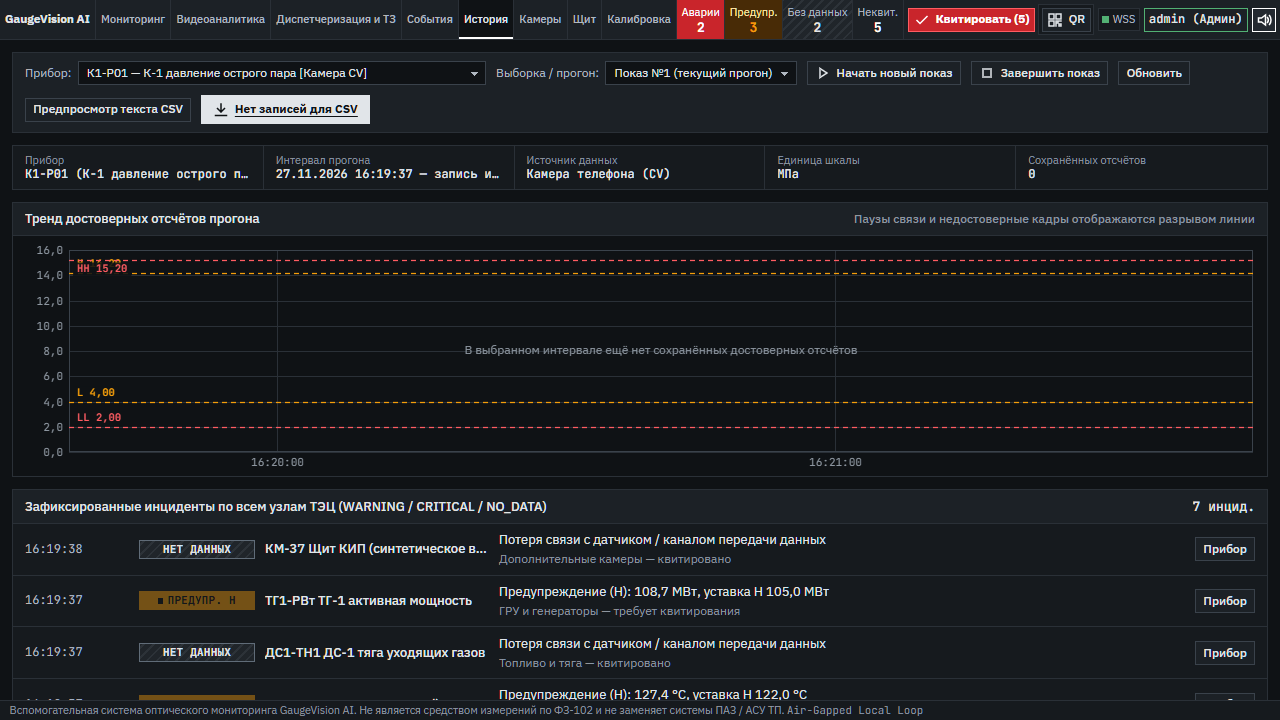 GaugeVision AI Мониторинг Видеоаналитика Диспетчеризация и ТЗ События История Камеры Щит Калибровка Аварии 2 Предупр. 3 Без данных 2 Неквит. 5 Квитировать (5) QR WSS admin (Админ)
Прибор: К1-Р01 — К-1 давление острого пара [Камера CV] Выборка / прогон: Показ №1 (текущий прогон) Начать новый показ Завершить показ Обновить
Предпросмотр текста CSV Нет записей для CSV
Прибор Интервал прогона Источник данных Единица шкалы Сохранённых отсчётов
К1-Р01 (К-1 давление острого п… 27.11.2026 16:19:37 — запись и… Камера телефона (CV) МПа 0
Тренд достоверных отсчётов прогона Паузы связи и недостоверные кадры отображаются разрывом линии
16,0
HH 15,20
14,0
12,0
10,0
8,0 В выбранном интервале ещё нет сохранённых достоверных отсчётов
6,0
L 4,00
4,0
LL 2,00
2,0
0,0
16:20:00 16:21:00
Зафиксированные инциденты по всем узлам ТЭЦ (WARNING / CRITICAL / NO_DATA) 7 инцид.
16:19:38 НЕТ ДАННЫХ КМ-37 Щит КИП (синтетическое в… Потеря связи с датчиком / каналом передачи данных Прибор
Дополнительные камеры — квитировано
16:19:37 ПРЕДУПР. H ТГ1-РВт ТГ-1 активная мощность Предупреждение (H): 108,7 МВт, уставка H 105,0 МВт Прибор
ГРУ и генераторы — требует квитирования
16:19:37 НЕТ ДАННЫХ ДС1-ТН1 ДС-1 тяга уходящих газов Потеря связи с датчиком / каналом передачи данных Прибор
Топливо и тяга — квитировано
Предупреждение (H): 127,4 °C, уставка H 122,0 °C
Вспомогательная система оптического мониторинга GaugeVision AI. Не является средством измерений по ФЗ-102 и не заменяет системы ПАЗ / АСУ ТП. Air-Gapped Local Loop